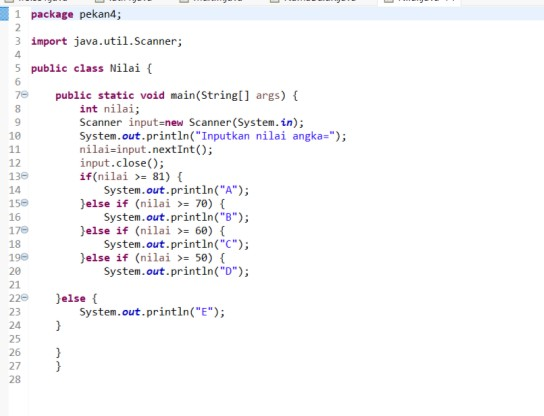 1 package pekan4;
2
3 import java.util.Scanner;
4
5 public class Nilai {
6
7 public static void main(String[] args) {
8 int nilai;
9 Scanner input=new Scanner(System.in);
10 System.out.println("Inputkan nilai angka=");
11 nilai=input.nextInt();
12 input.close();
13 if(nilai >= 81) {
14 System.out.println("A");
15 }else if (nilai >= 70) {
16 System.out.println("B");
17 }else if (nilai >= 60) {
18 System.out.println("C");
19 }else if (nilai >= 50) {
20 System.out.println("D");
21
22 }else {
23 System.out.println("E");
24 }
25
26 }
27 }
28